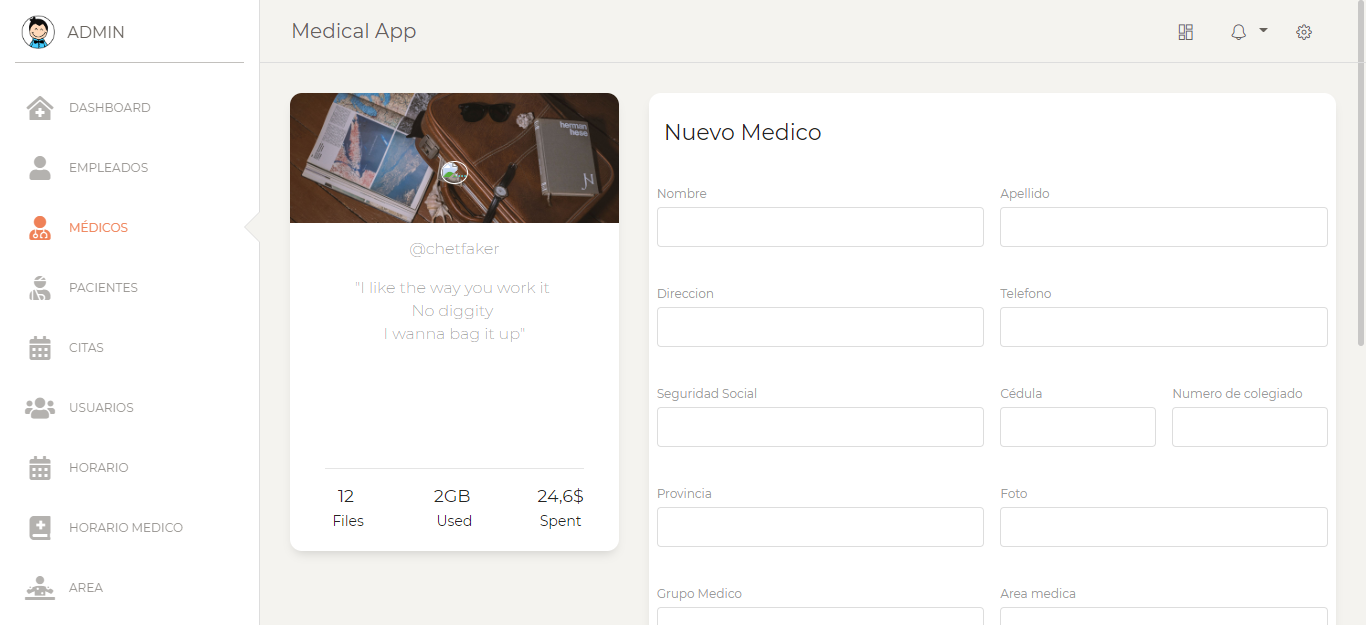 ADMIN
Medical App
DASHBOARD
EMPLEADOS
MÉDICOS
PACIENTES
CITAS
USUARIOS
HORARIO
HORARIO MEDICO
AREA
herman
hese
@chetfaker
"I like the way you work it
No diggity
I wanna bag it up"
12
Files
2GB
Used
24,6$
Spent
Nuevo Medico
Nombre
Apellido
Direccion
Telefono
Seguridad Social
Cédula
Numero de colegiado
Provincia
Foto
Grupo Medico
Area medica